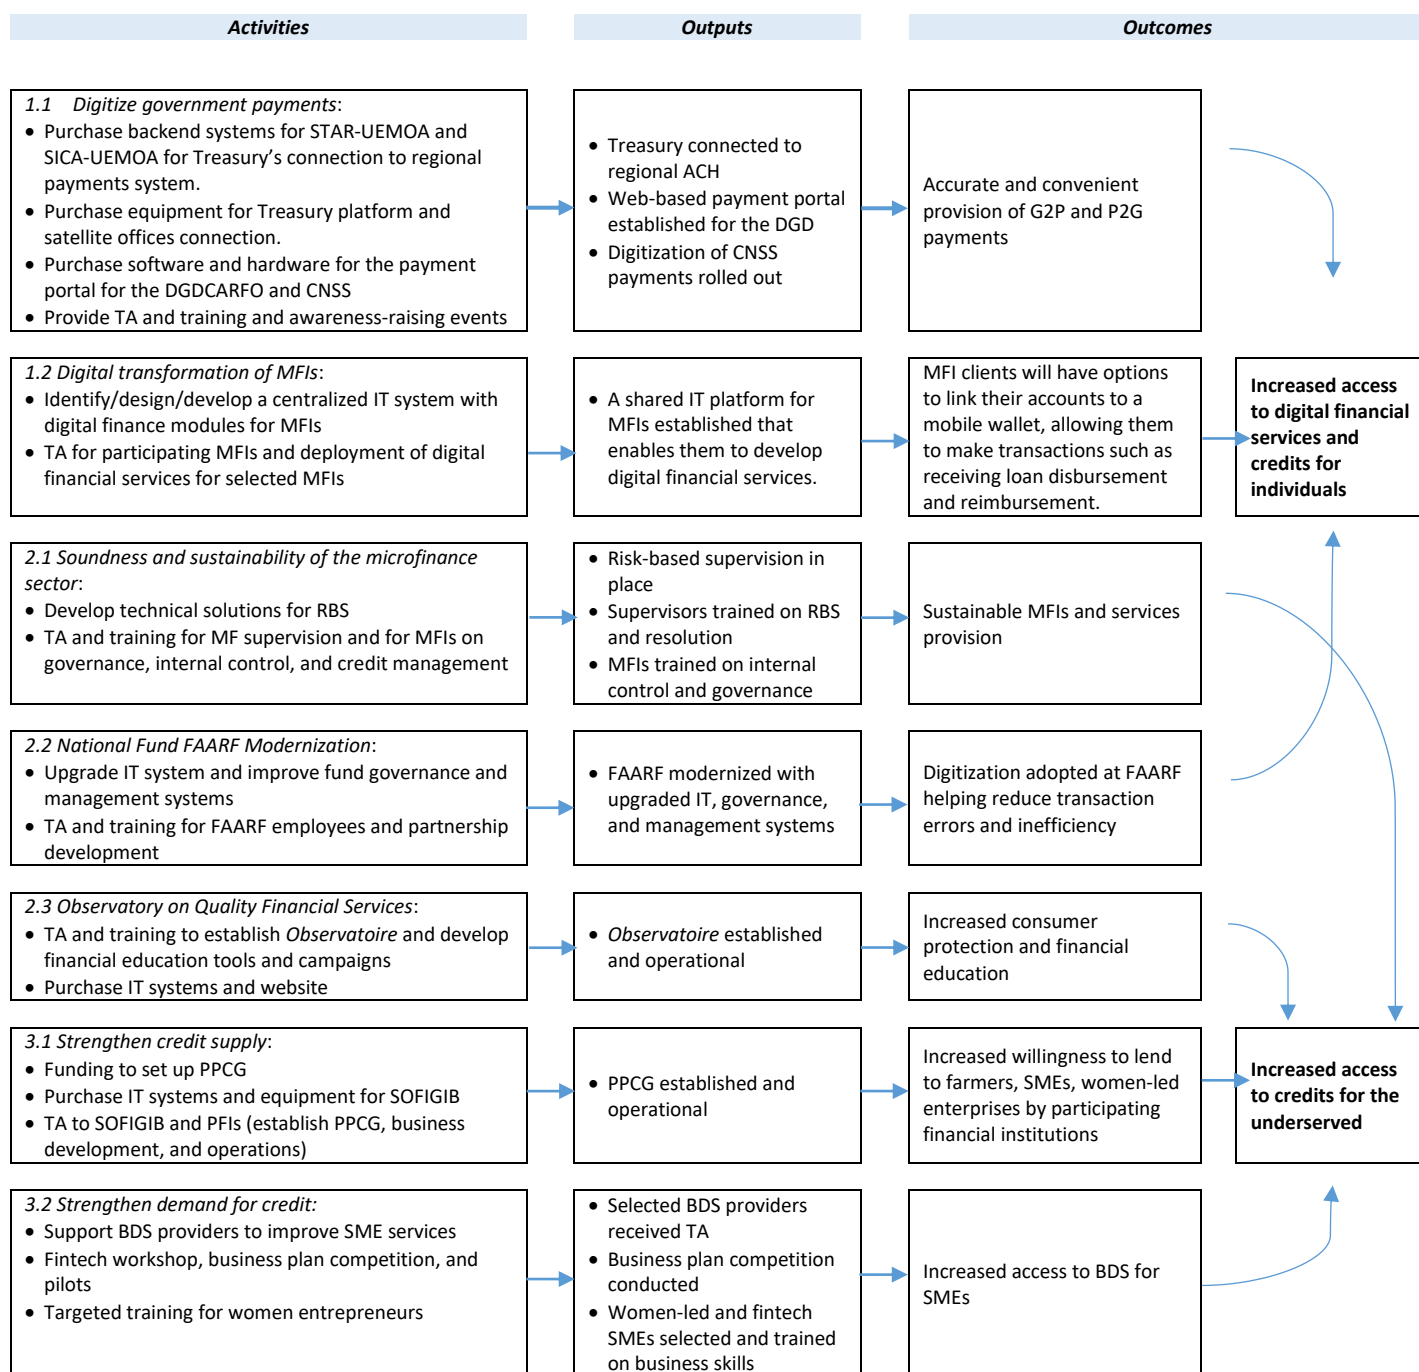 Activities
Outputs
Outcomes
1.1 Digitize government payments:
• Purchase backend systems for STAR-UEMOA and
SICA-UEMOA for Treasury’s connection to regional
payments system.
• Purchase equipment for Treasury platform and
satellite offices connection.
• Purchase software and hardware for the payment
portal for the DGDCARFO and CNSS
• Provide TA and training and awareness-raising events
• Treasury connected to
regional ACH
• Web-based payment portal
established for the DGD
• Digitization of CNSS
payments rolled out
Accurate and convenient
provision of G2P and P2G
payments
1.2 Digital transformation of MFIs:
• Identify/design/develop a centralized IT system with
digital finance modules for MFIs
• TA for participating MFIs and deployment of digital
financial services for selected MFIs
• A shared IT platform for
MFIs established that
enables them to develop
digital financial services.
MFI clients will have options
to link their accounts to a
mobile wallet, allowing them
to make transactions such as
receiving loan disbursement
and reimbursement.
Increased access
to digital financial
services and
credits for
individuals
2.1 Soundness and sustainability of the microfinance
sector:
• Develop technical solutions for RBS
• TA and training for MF supervision and for MFIs on
governance, internal control, and credit management
• Risk-based supervision in
place
• Supervisors trained on RBS
and resolution
• MFIs trained on internal
control and governance
Sustainable MFIs and services
provision
2.2 National Fund FAARF Modernization:
• Upgrade IT system and improve fund governance and
management systems
• TA and training for FAARF employees and partnership
development
• FAARF modernized with
upgraded IT, governance,
and management systems
Digitization adopted at FAARF
helping reduce transaction
errors and inefficiency
2.3 Observatory on Quality Financial Services:
• TA and training to establish Observatoire and develop
financial education tools and campaigns
• Purchase IT systems and website
• Observatoire established
and operational
Increased consumer
protection and financial
education
3.1 Strengthen credit supply:
• Funding to set up PPCG
• Purchase IT systems and equipment for SOFIGIB
• TA to SOFIGIB and PFIs (establish PPCG, business
development, and operations)
• PPCG established and
operational
Increased willingness to lend
to farmers, SMEs, women-led
enterprises by participating
financial institutions
Increased access
to credits for the
underserved
3.2 Strengthen demand for credit:
• Support BDS providers to improve SME services
• Fintech workshop, business plan competition, and
pilots
• Targeted training for women entrepreneurs
• Selected BDS providers
received TA
• Business plan competition
conducted
• Women-led and fintech
SMEs selected and trained
on business skills
Increased access to BDS for
SMEs